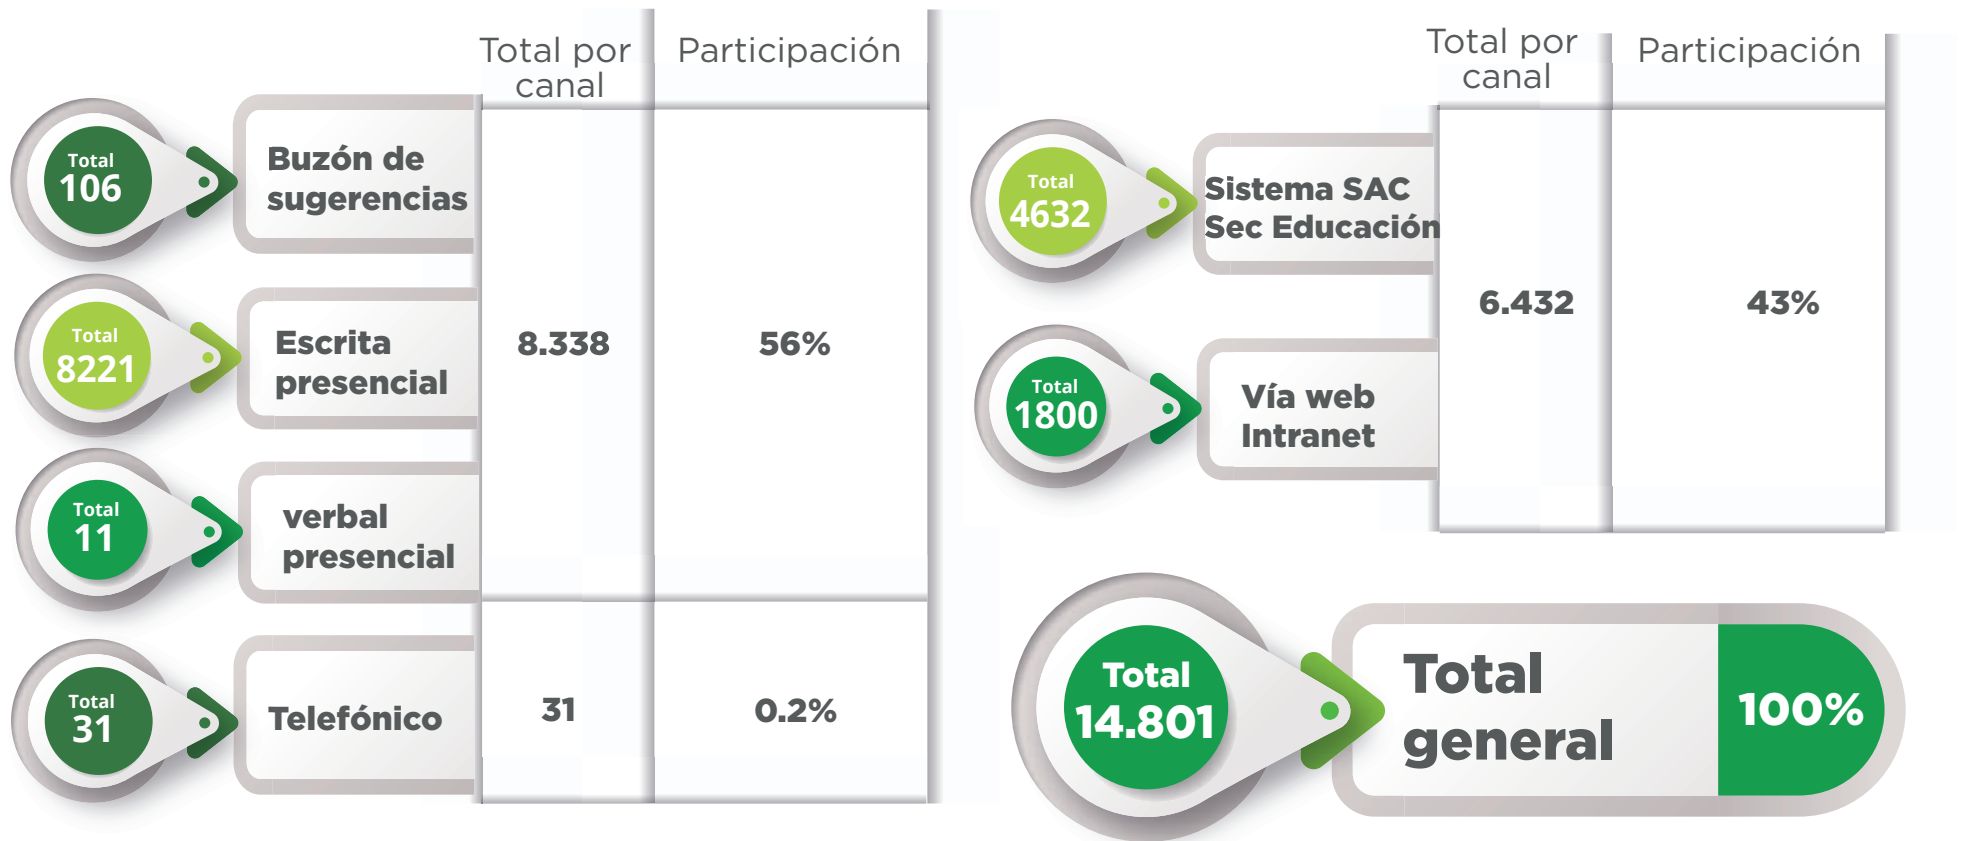 Total por
canal
Participación
Total
106
Buzón de
sugerencias
Total
8221
Escrita
presencial
8.338
56%
Total
11
verbal
presencial
Total
31
Telefónico
31
0.2%
Total por
canal
Participación
Total
4632
Sistema SAC
Sec Educación
6.432
43%
Total
1800
Vía web
Intranet
Total
14.801
Total
general
100%